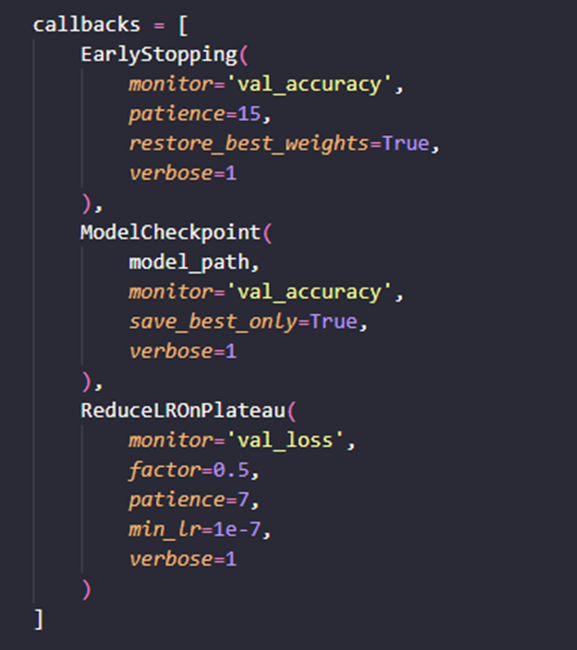 callbacks = [
    EarlyStopping(
        monitor='val_accuracy',
        patience=15,
        restore_best_weights=True,
        verbose=1
    ),
    ModelCheckpoint(
        model_path,
        monitor='val_accuracy',
        save_best_only=True,
        verbose=1
    ),
    ReduceLROnPlateau(
        monitor='val_loss',
        factor=0.5,
        patience=7,
        min_lr=1e-7,
        verbose=1
    )
]